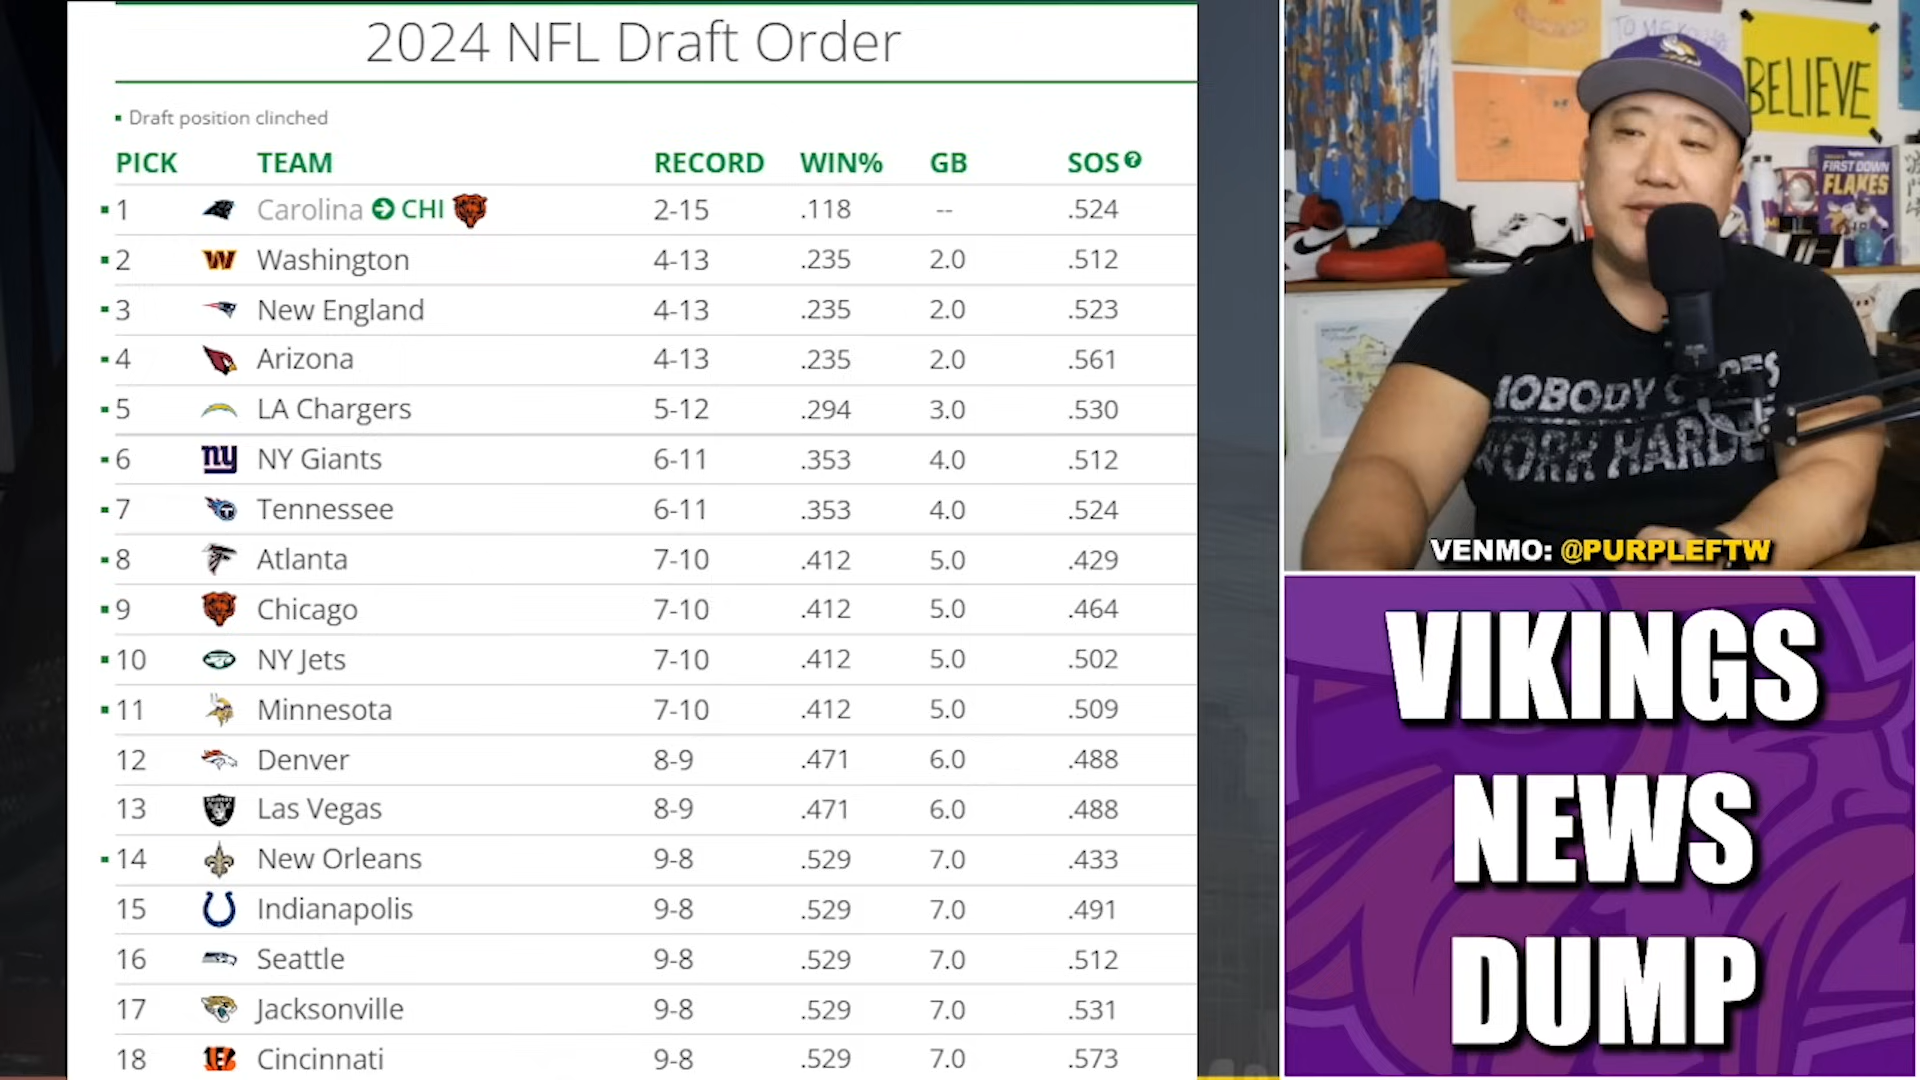 2024 NFL Draft Order
Draft position clinched
PICK TEAM RECORD WIN% GB SOS
1 Carolina CHI 2-15 .118 -- .524
2 Washington 4-13 .235 2.0 .512
3 New England 4-13 .235 2.0 .523
4 Arizona 4-13 .235 2.0 .561
5 LA Chargers 5-12 .294 3.0 .530
6 NY Giants 6-11 .353 4.0 .512
7 Tennessee 6-11 .353 4.0 .524
8 Atlanta 7-10 .412 5.0 .429
9 Chicago 7-10 .412 5.0 .464
10 NY Jets 7-10 .412 5.0 .502
11 Minnesota 7-10 .412 5.0 .509
12 Denver 8-9 .471 6.0 .488
13 Las Vegas 8-9 .471 6.0 .488
14 New Orleans 9-8 .529 7.0 .433
15 Indianapolis 9-8 .529 7.0 .491
16 Seattle 9-8 .529 7.0 .512
17 Jacksonville 9-8 .529 7.0 .531
18 Cincinnati 9-8 .529 7.0 .573
TO
BELIEVE
FIRST DOWN
FLAKES
NOBODY
WORK HARDE
VENMO: @PURPLEFTW
VIKINGS
NEWS
DUMP